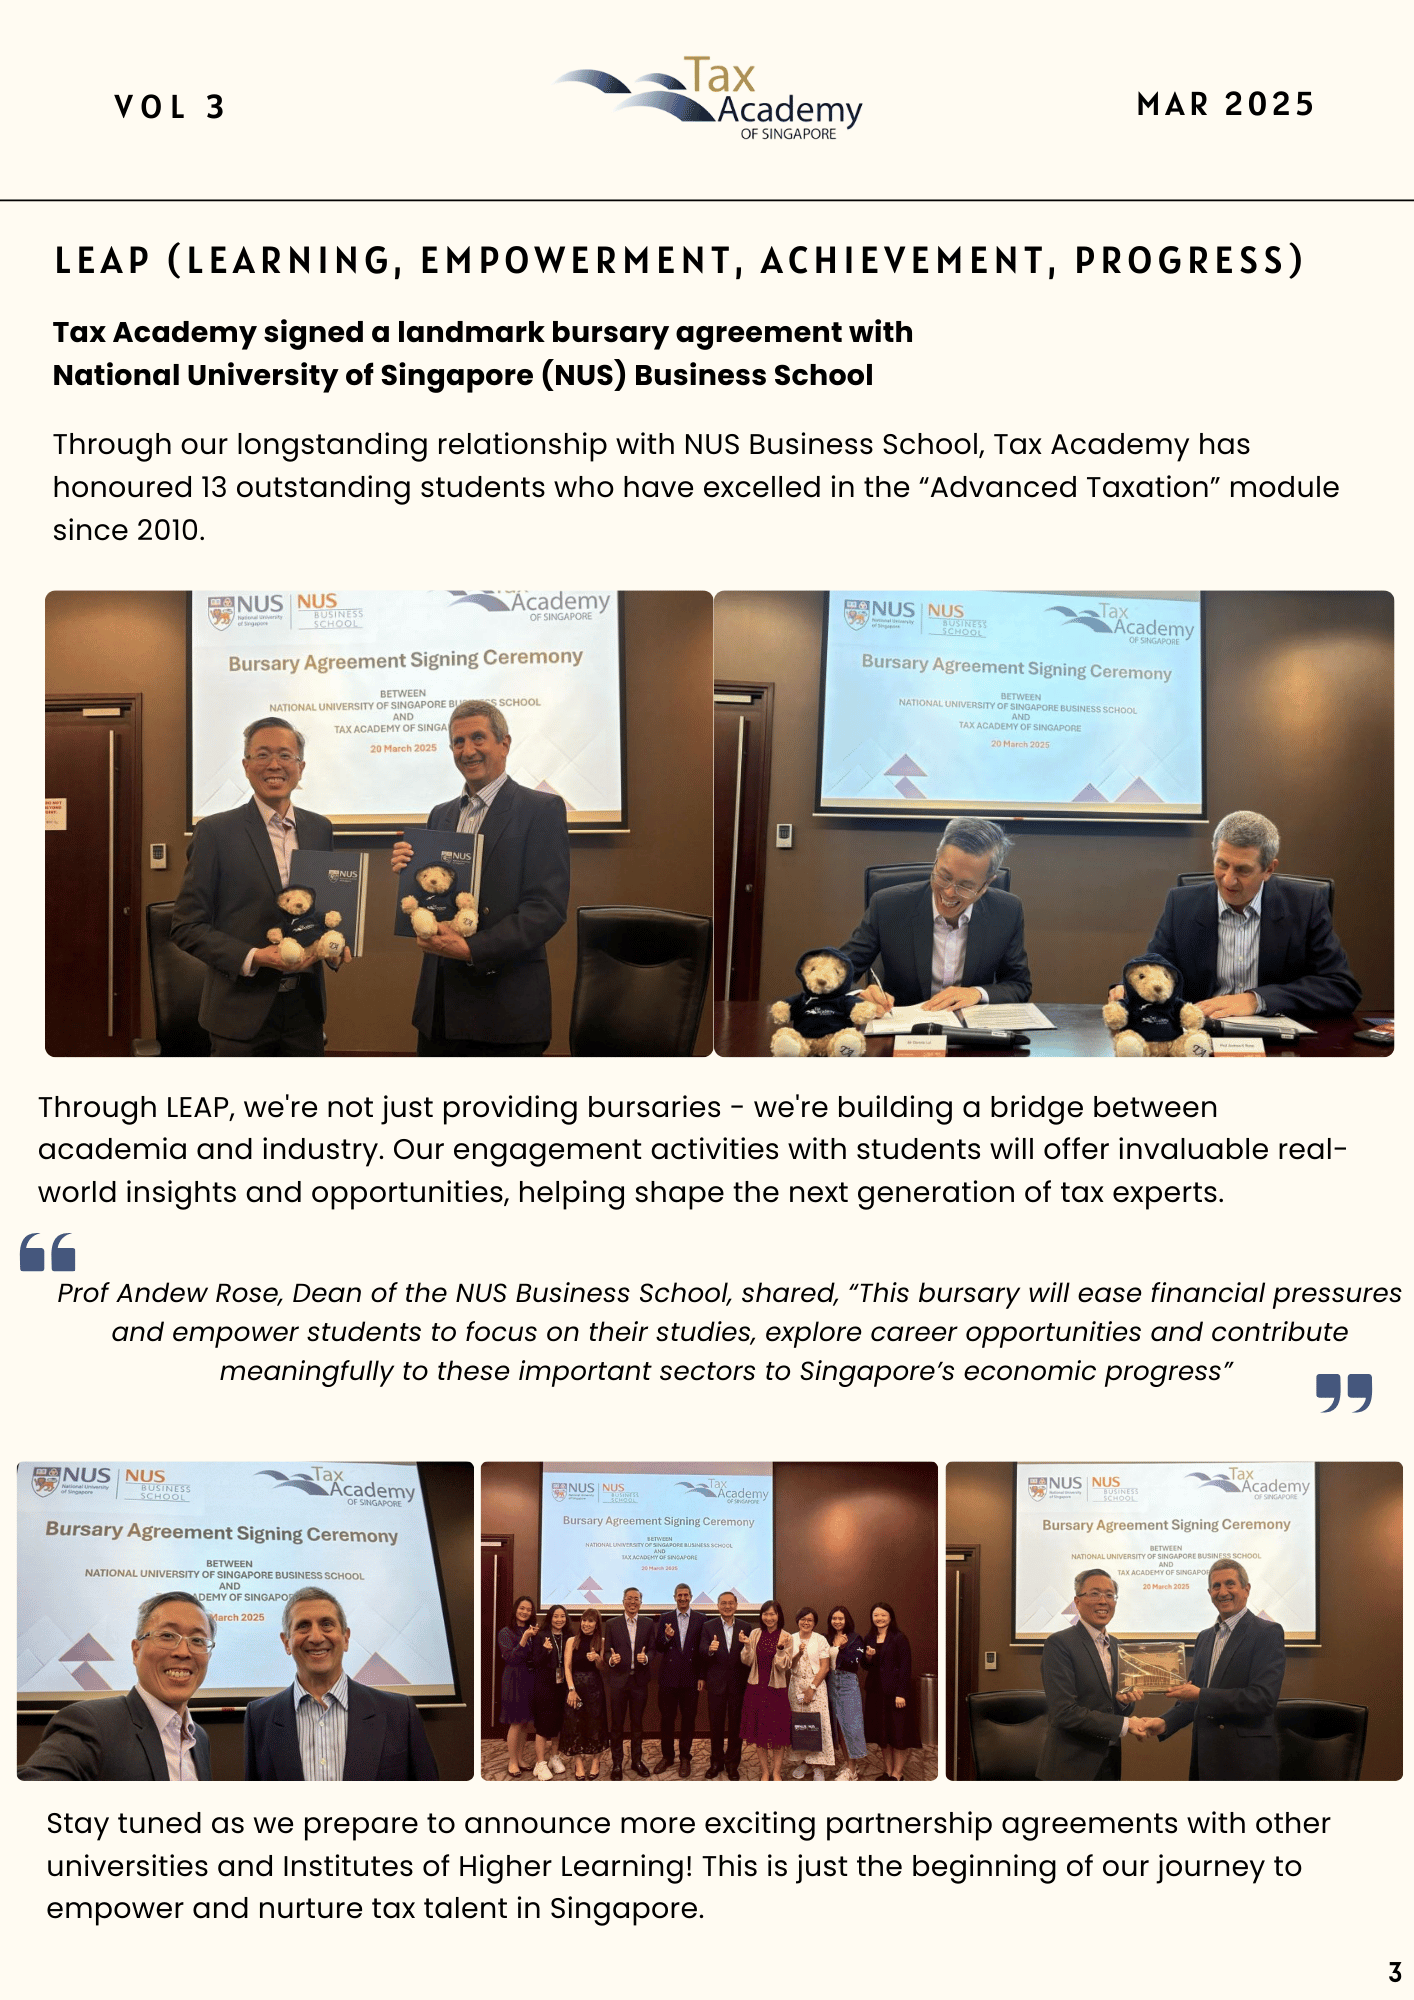 VOL 3
Tax
Academy
OF SINGAPORE
MAR 2025
LEAP (LEARNING, EMPOWERMENT, ACHIEVEMENT, PROGRESS)
Tax Academy signed a landmark bursary agreement with
National University of Singapore (NUS) Business School
Through our longstanding relationship with NUS Business School, Tax Academy has
honoured 13 outstanding students who have excelled in the “Advanced Taxation” module
since 2010.
NUS
National University
of Singapore
NUS
BUSINESS
SCHOOL
Academy
OF SINGAPORE
Bursary Agreement Signing Ceremony
BETWEEN
NATIONAL UNIVERSITY OF SINGAPORE BU SS SCHOOL
AND
TAX ACADEMY OF SINGA
20 March 2025
NUS
NUS
NUS
National University
of Singapore
NUS
BUSINESS
SCHOOL
Tax
Academy
OF SINGAPORE
Bursary Agreement Signing Ceremony
BETWEEN
NATIONAL UNIVERSITY OF SINGAPORE BUSINESS SCHOOL
AND
TAX ACADEMY OF SINGAPORE
20 March 2025
Through LEAP, we're not just providing bursaries - we're building a bridge between
academia and industry. Our engagement activities with students will offer invaluable real-
world insights and opportunities, helping shape the next generation of tax experts.
Prof Andew Rose, Dean of the NUS Business School, shared, “This bursary will ease financial pressures
and empower students to focus on their studies, explore career opportunities and contribute
meaningfully to these important sectors to Singapore’s economic progress”
NUS
National University
of Singapore
NUS
BUSINESS
SCHOOL
Tax
Academy
OF SINGAPORE
Bursary Agreement Signing Ceremony
BETWEEN
NATIONAL UNIVERSITY OF SINGAPORE BUSINESS SCHOOL
AND
ADEMY OF SINGAPO
March 2025
NUS
NUS
BUSINESS
SCHOOL
Tax
Academy
OF SINGAPORE
Bursary Agreement Signing Ceremony
BETWEEN
NATIONAL UNIVERSITY OF SINGAPORE BUSINESS SCHOOL
AND
TAX ACADEMY OF SINGAPORE
20 March 2025
NUS
National University
of Singapore
NUS
BUSINESS
SCHOOL
Tax
Academy
OF SINGAPORE
Bursary Agreement Signing Ceremony
BETWEEN
NATIONAL UNIVERSITY OF SINGAPORE BUSINESS SCHOOL
AND
TAX ACADEMY OF SINGAPOR
20 March 2025
Stay tuned as we prepare to announce more exciting partnership agreements with other
universities and Institutes of Higher Learning! This is just the beginning of our journey to
empower and nurture tax talent in Singapore.
3